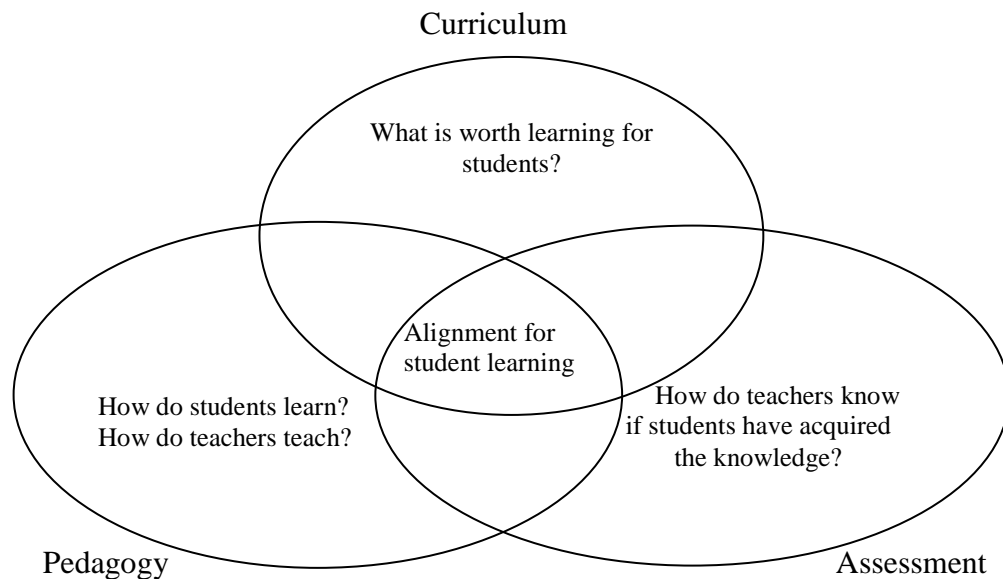 Curriculum
What is worth learning for
students?
Alignment for
student learning
How do students learn?
How do teachers teach?
How do teachers know
if students have acquired
the knowledge?
Pedagogy
Assessment